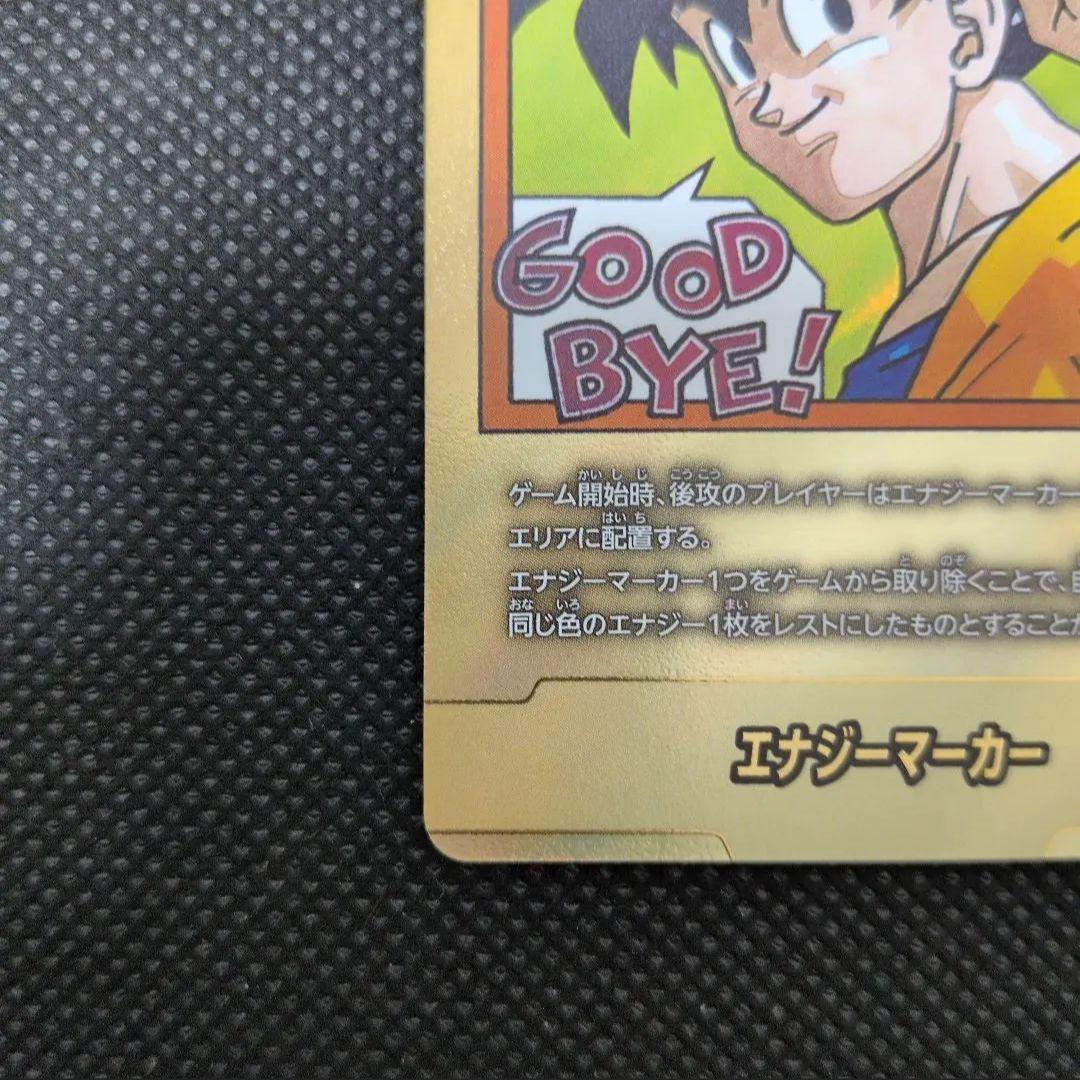 GOOD
BYE!
ゲーム開始時、後攻のプレイヤーはエナジーマーカー
エリアに配置する。
エナジーマーカー1つをゲームから取り除くことで、
同じ色のエナジー1枚をレストにしたものとすることが
エナジーマーカー